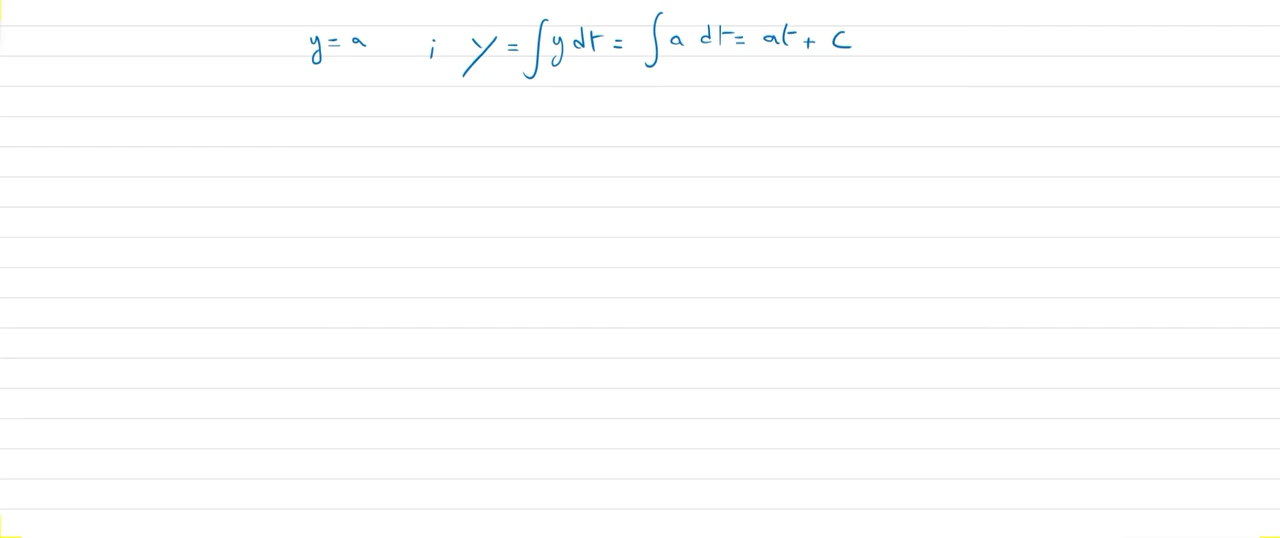 y = a ; Y = ∫ y dt = ∫ a dt = at + c